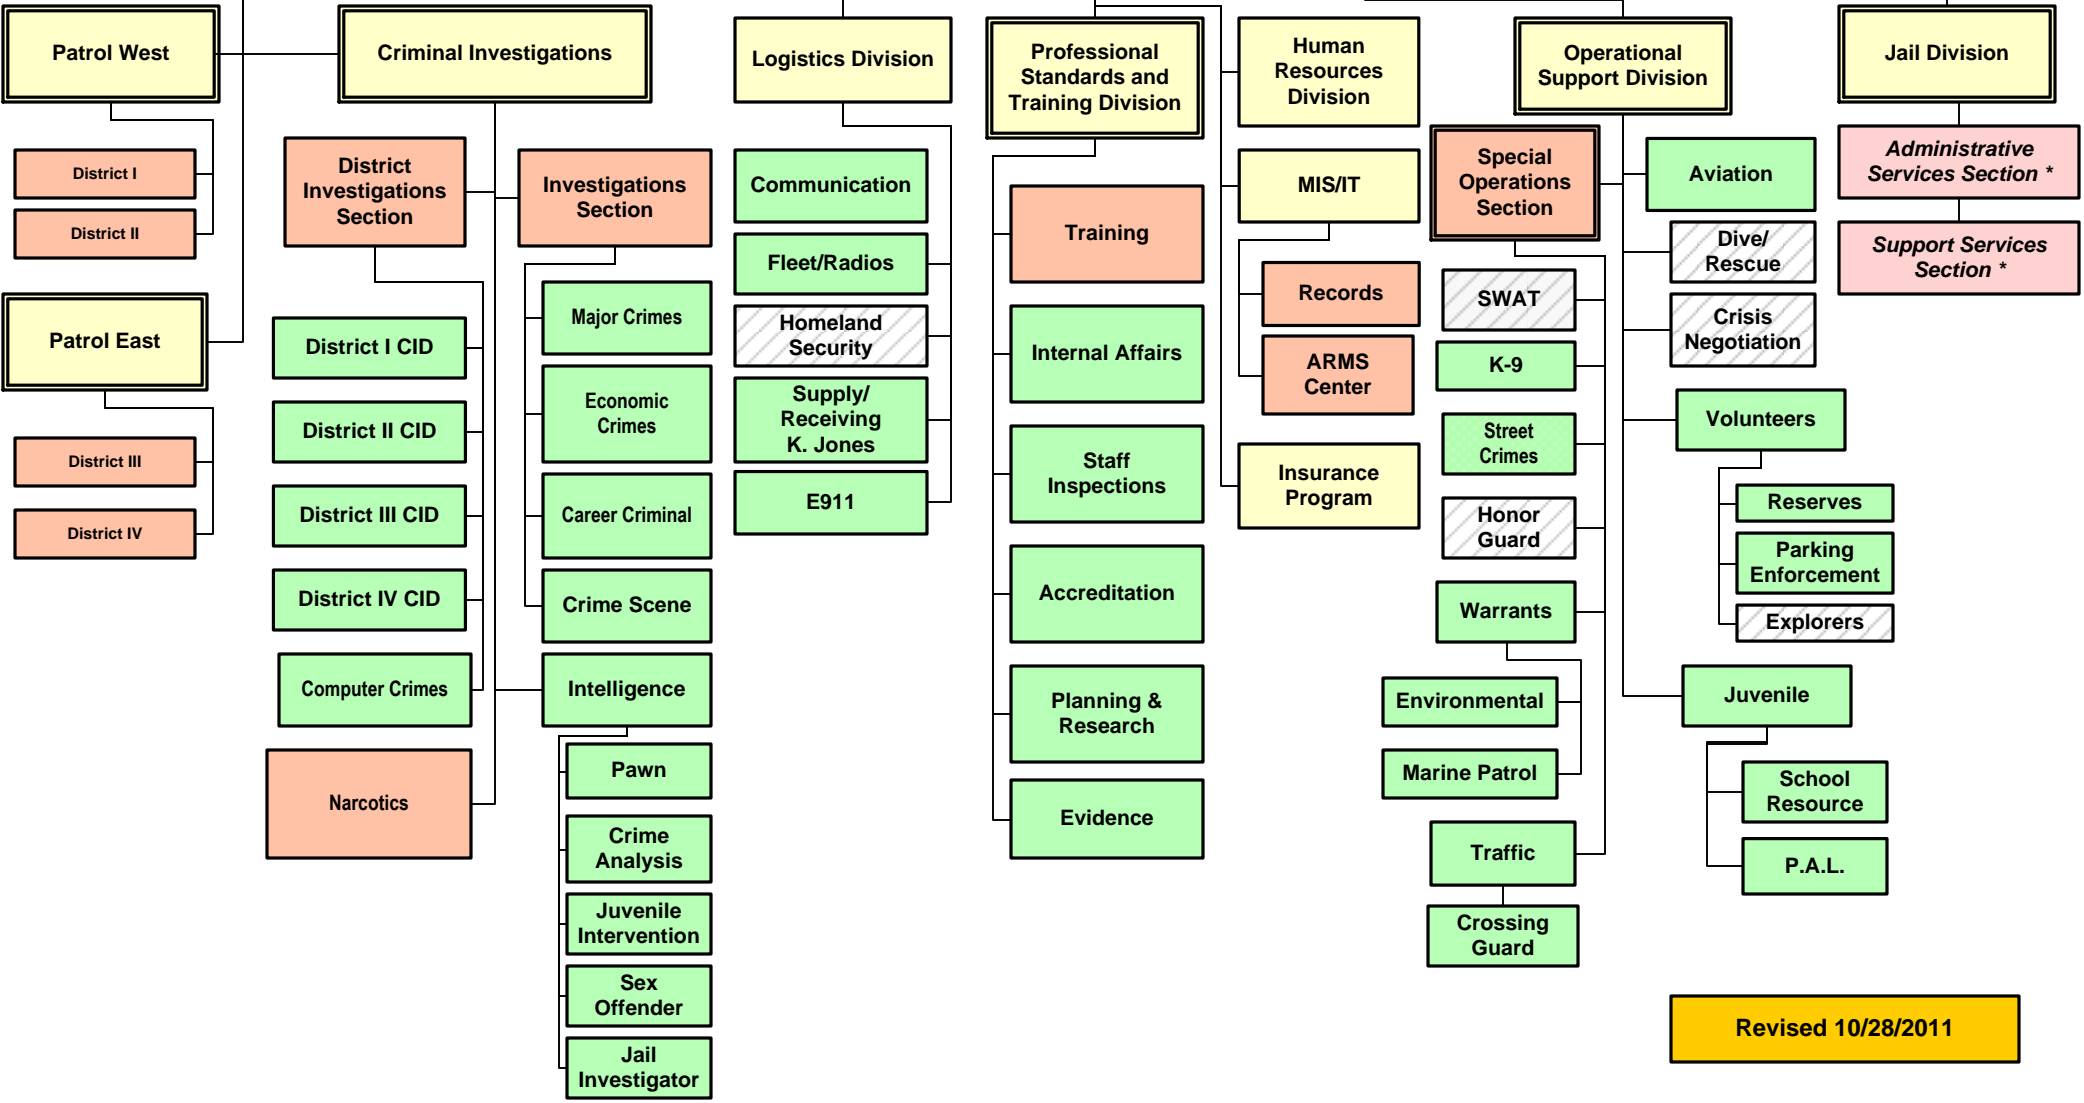 Patrol West
Criminal Investigations
Logistics Division
Professional
Standards and
Training Division
Human
Resources
Division
Operational
Support Division
Jail Division
District I
District II
Patrol East
District III
District IV
District
Investigations
Section
Investigations
Section
District I CID
District II CID
District III CID
District IV CID
Computer Crimes
Narcotics
Major Crimes
Economic
Crimes
Career Criminal
Crime Scene
Intelligence
Pawn
Crime
Analysis
Juvenile
Intervention
Sex
Offender
Jail
Investigator
Communication
Fleet/Radios
Homeland
Security
Supply/
Receiving
K. Jones
E911
Training
Internal Affairs
Staff
Inspections
Accreditation
Planning &
Research
Evidence
MIS/IT
Records
ARMS
Center
Insurance
Program
Special
Operations
Section
SWAT
K-9
Street
Crimes
Honor
Guard
Warrants
Environmental
Marine Patrol
Traffic
Crossing
Guard
Aviation
Dive/
Rescue
Crisis
Negotiation
Volunteers
Reserves
Parking
Enforcement
Explorers
Juvenile
School
Resource
P.A.L.
Administrative
Services Section *
Support Services
Section *
Revised 10/28/2011